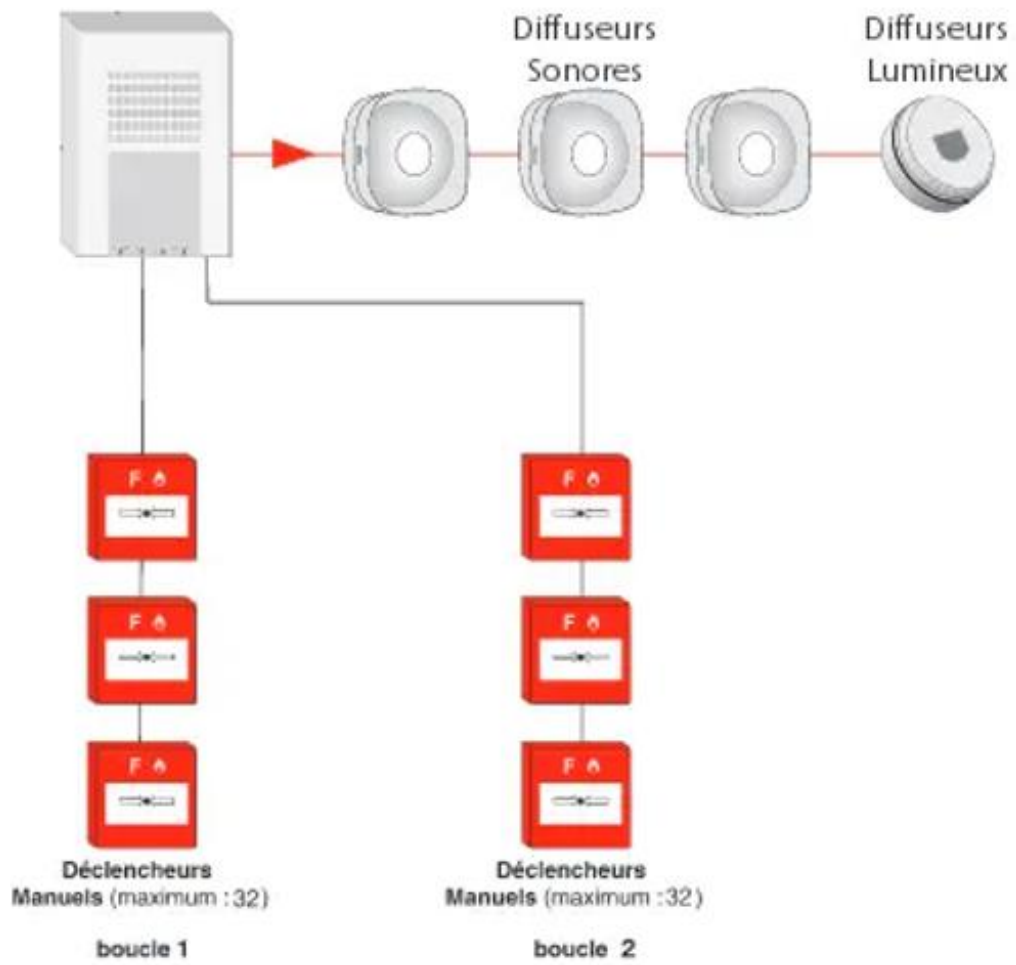 Diffuseurs
Sonores
Diffuseurs
Lumineux
F
F
F
F
F
F
Déclencheurs
Manuels (maximum :32)
boucle 1
Déclencheurs
Manuels (maximum :32)
boucle 2